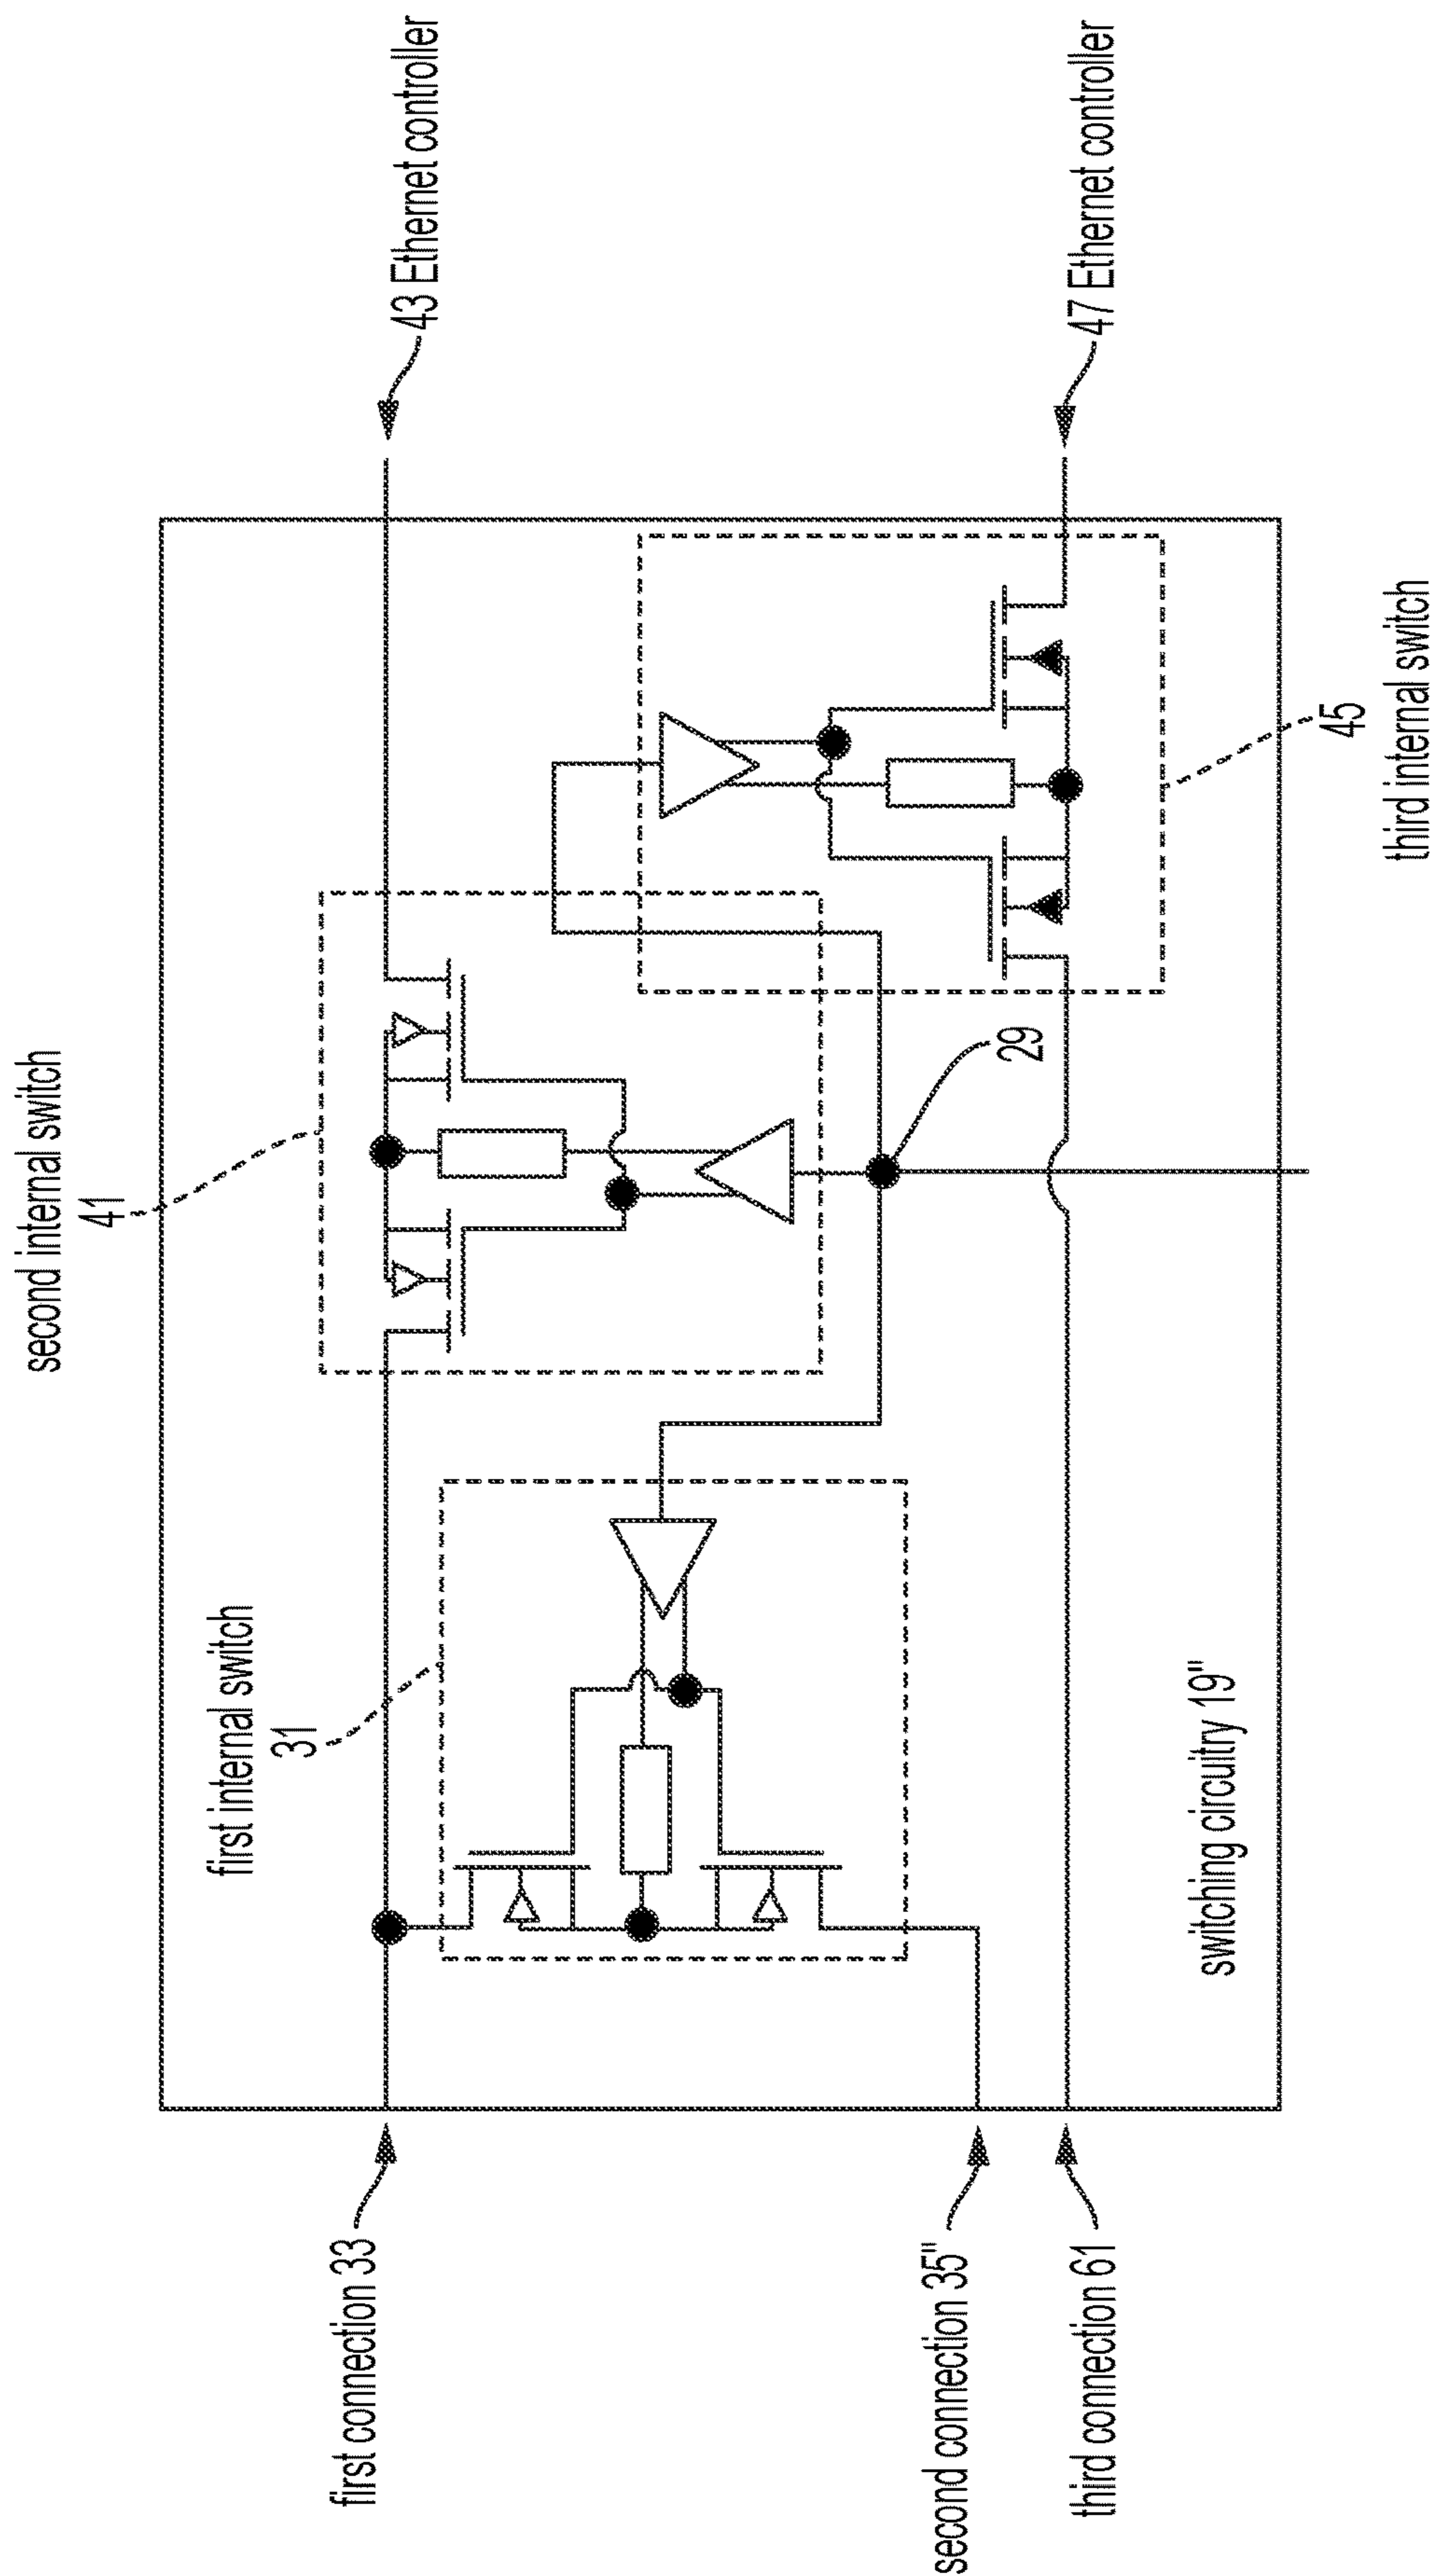 second internal switch
41
first internal switch
31
first connection 33
43 Ethernet controller
29
second connection 35"
third connection 61
47 Ethernet controller
switching circuitry 19"
45
third internal switch